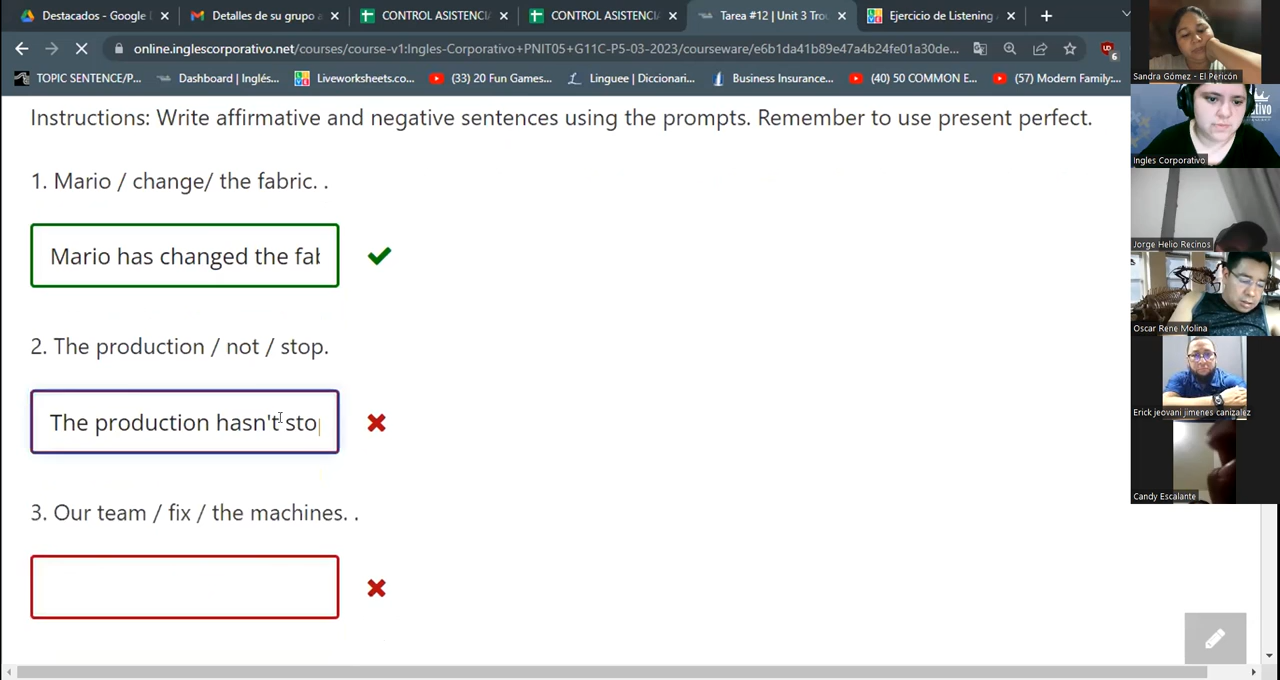 Destacados - Google
Detalles de su grupo a
CONTROL ASISTENCI
CONTROL ASISTENCI
Tarea #12 | Unit 3 Trou
Ejercicio de Listening
online.inglescorporativo.net/courses/course-v1:Ingles-Corporativo+PNIT05+G11C-P5-03-2023/courseware/e6b1da41b89e47a4b24fe01a30de...
6
TOPIC SENTENCE/P...
Dashboard | Inglés...
Liveworksheets.co...
(33) 20 Fun Games...
Linguee | Diccionari...
Business Insurance...
(40) 50 COMMON E...
(57) Modern Family:...
Instructions: Write affirmative and negative sentences using the prompts. Remember to use present perfect.
1. Mario / change/ the fabric. .
Mario has changed the fab
2. The production / not / stop.
The production hasn't stop
3. Our team / fix / the machines. .
Sandra Gómez - El Pericón
Ingles Corporativo
Jorge Helio Recinos
Oscar Rene Molina
Erick jeovani jimenes canizalez
Candy Escalante